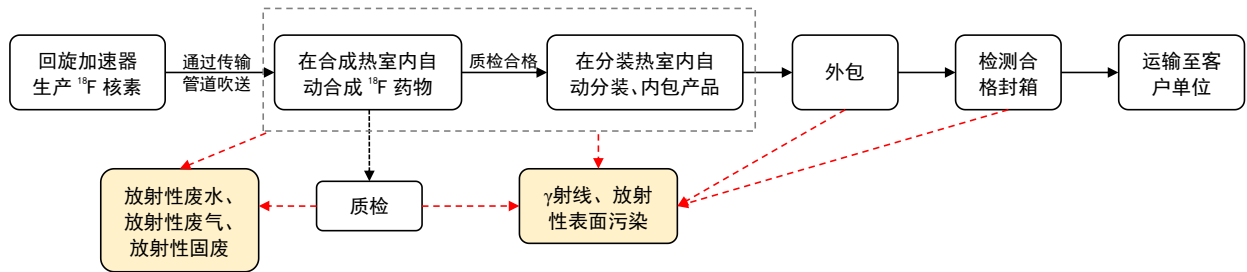 回旋加速器
生产 ¹⁸F 核素
通过传输
管道吹送
在合成热室内自
动合成 ¹⁸F 药物
质检合格
在分装热室内自
动分装、内包产品
外包
检测合
格封箱
运输至客
户单位
放射性废水、
放射性废气、
放射性固废
质检
γ射线、放射
性表面污染